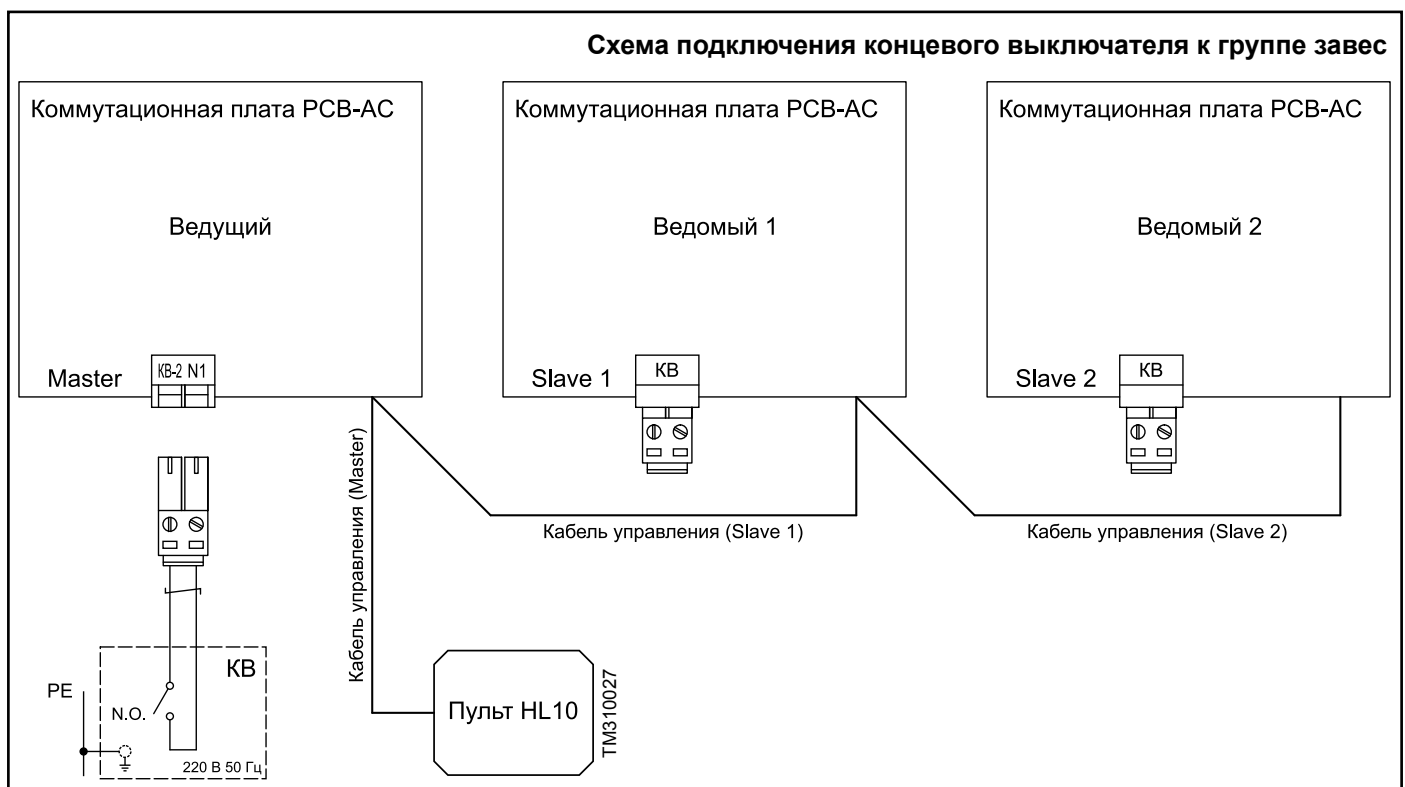 Схема подключения концевого выключателя к группе завес
Коммутационная плата PCB-AC
Ведущий
Master
КВ-2 N1
Коммутационная плата PCB-AC
Ведомый 1
Slave 1
КВ
Коммутационная плата PCB-AC
Ведомый 2
Slave 2
КВ
Кабель управления (Master)
Кабель управления (Slave 1)
Кабель управления (Slave 2)
КВ
PE
N.O.
220 В 50 Гц
Пульт HL10
TM310027